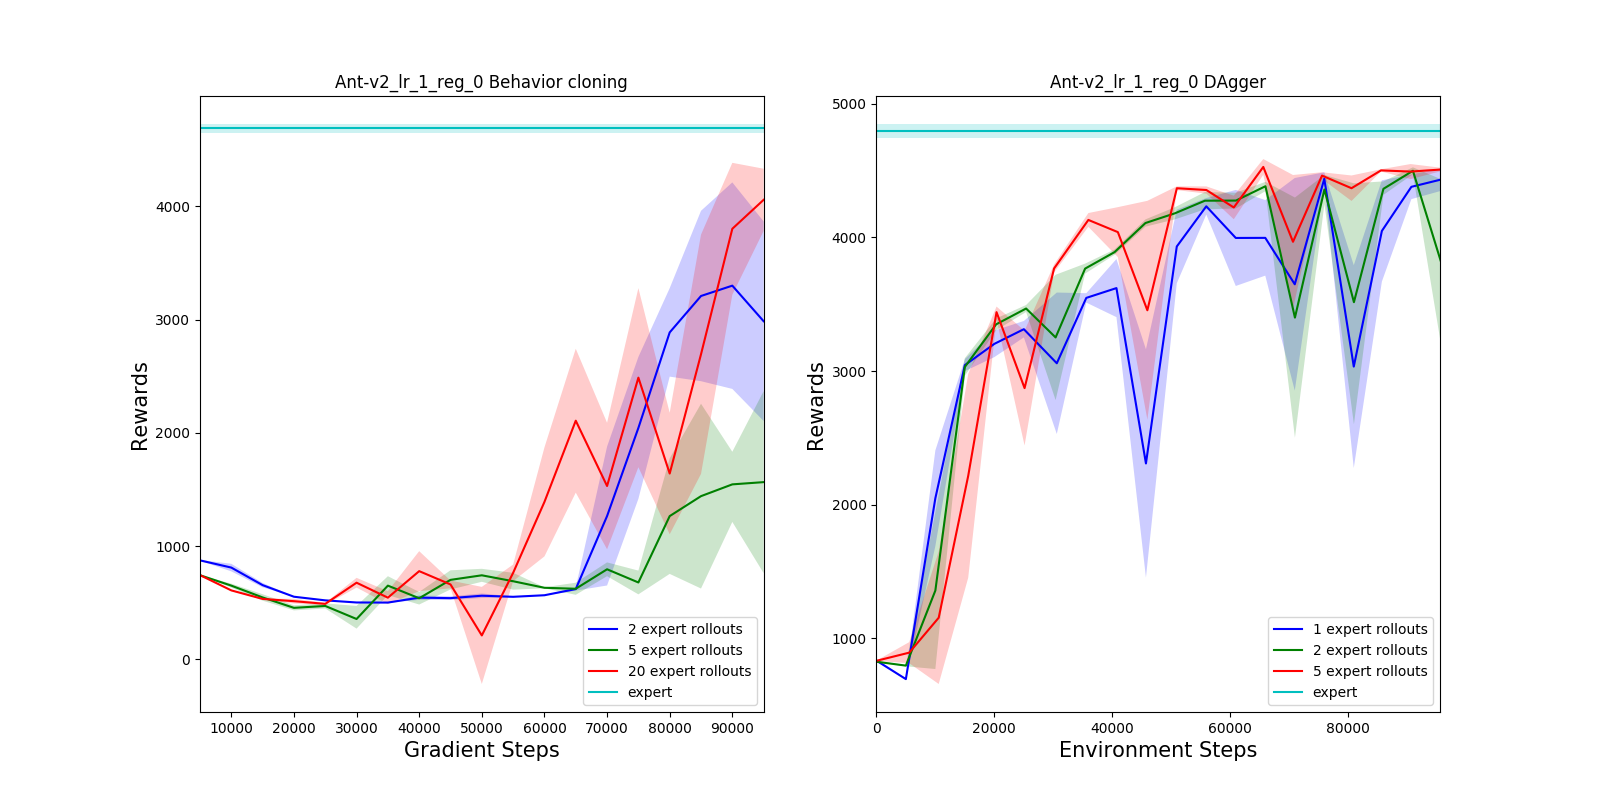 Ant-v2_lr_1_reg_0 Behavior cloning
Rewards
4000
3000
2000
1000
0
10000 20000 30000 40000 50000 60000 70000 80000 90000
Gradient Steps
2 expert rollouts
5 expert rollouts
20 expert rollouts
expert
Ant-v2_lr_1_reg_0 DAgger
Rewards
5000
4000
3000
2000
1000
0 20000 40000 60000 80000
Environment Steps
1 expert rollouts
2 expert rollouts
5 expert rollouts
expert